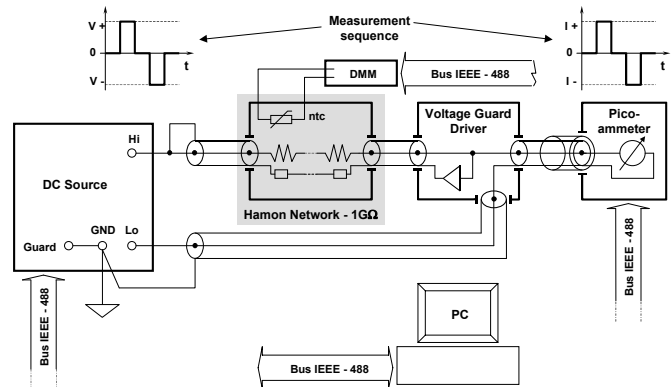 V +
0
V -
t
Measurement
sequence
I +
0
I -
t
DMM
Bus IEEE - 488
ntc
Voltage Guard
Driver
Pico-
ammeter
Hi
DC Source
Hamon Network - 1GΩ
GND
Lo
Guard
Bus IEEE - 488
Bus IEEE - 488
PC
Bus IEEE - 488